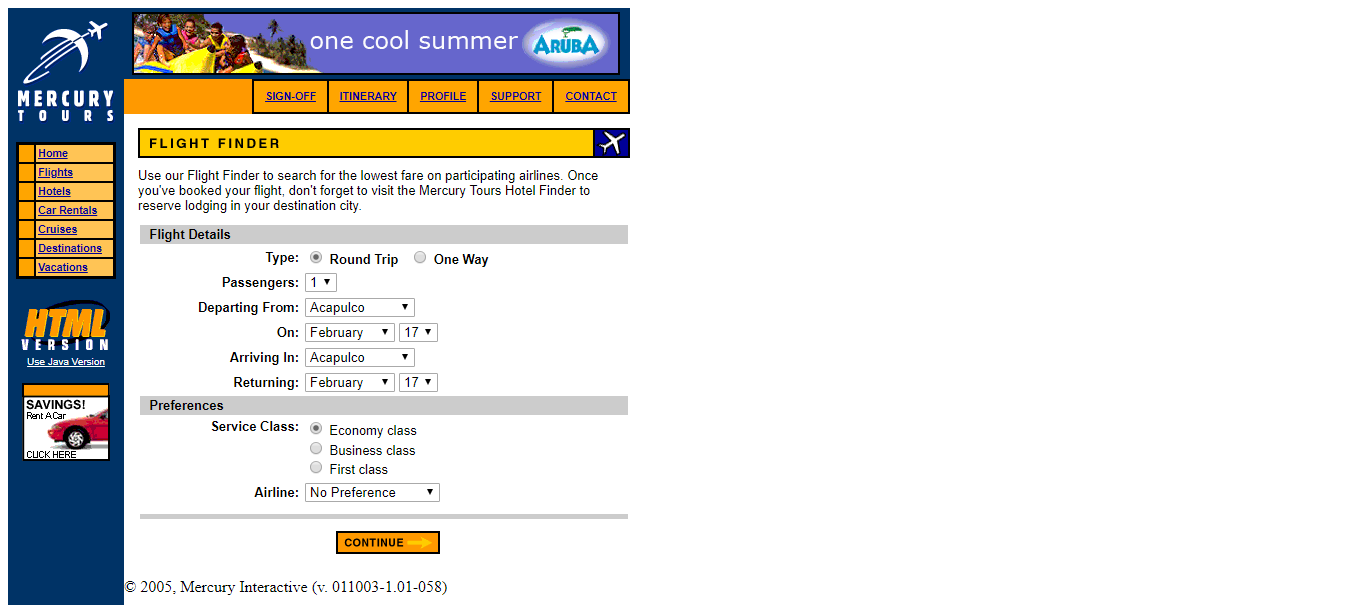 MERCURY
TOURS
one cool summer ARUBA
SIGN-OFF ITINERARY PROFILE SUPPORT CONTACT
Home
Flights
Hotels
Car Rentals
Cruises
Destinations
Vacations
HTML
VERSION
Use Java Version
SAVINGS!
Rent A Car
CLICK HERE
FLIGHT FINDER
Use our Flight Finder to search for the lowest fare on participating airlines. Once
you've booked your flight, don't forget to visit the Mercury Tours Hotel Finder to
reserve lodging in your destination city.
Flight Details
Type: Round Trip One Way
Passengers: 1
Departing From: Acapulco
On: February 17
Arriving In: Acapulco
Returning: February 17
Preferences
Service Class: Economy class
Business class
First class
Airline: No Preference
CONTINUE
© 2005, Mercury Interactive (v. 011003-1.01-058)